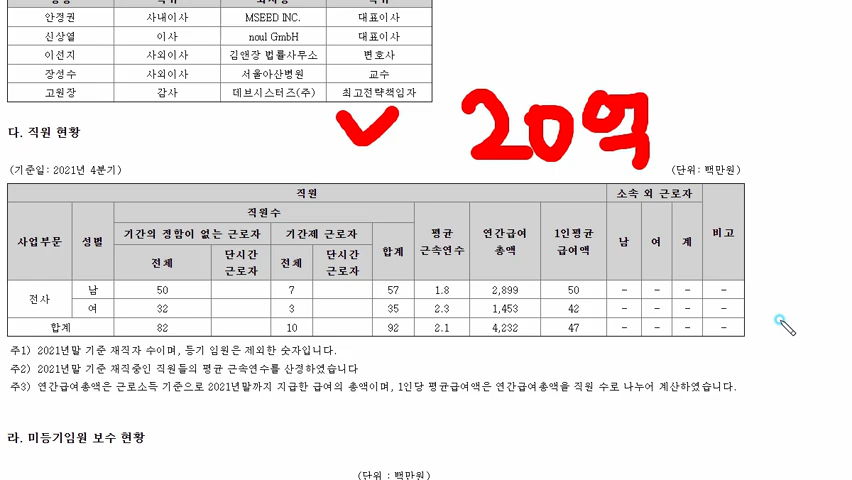 안경권 사내이사 MSEED INC. 대표이사
신상열 이사 noul GmbH 대표이사
이선지 사외이사 김앤장 법률사무소 변호사
장성수 사외이사 서울아산병원 교수
고원장 감사 데브시스터즈(주) 최고전략책임자
20억
다. 직원 현황
(기준일: 2021년 4분기) (단위: 백만원)
직원 소속 외 근로자
사업부문 성별 직원수 평균 근속연수 연간급여 총액 1인평균 급여액 남 여 계 비고
기간의 정함이 없는 근로자 기간제 근로자 합계
전체 단시간 근로자 전체 단시간 근로자
전사 남 50 7 57 1.8 2,899 50 - - - -
여 32 3 35 2.3 1,453 42 - - - -
합계 82 10 92 2.1 4,232 47 - - - -
주1) 2021년말 기준 재직자 수이며, 등기 임원은 제외한 숫자입니다.
주2) 2021년말 기준 재직중인 직원들의 평균 근속연수를 산정하였습니다
주3) 연간급여총액은 근로소득 기준으로 2021년말까지 지급한 급여의 총액이며, 1인당 평균급여액은 연간급여총액을 직원 수로 나누어 계산하였습니다.
라. 미등기임원 보수 현황
(단위 : 백만원)